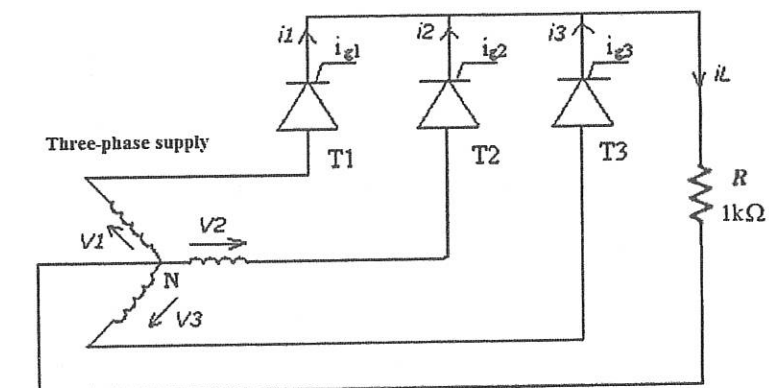 i1
i2
i3
ig1
ig2
ig3
iL
Three-phase supply
T1
T2
T3
R
1kΩ
V1
V2
N
V3